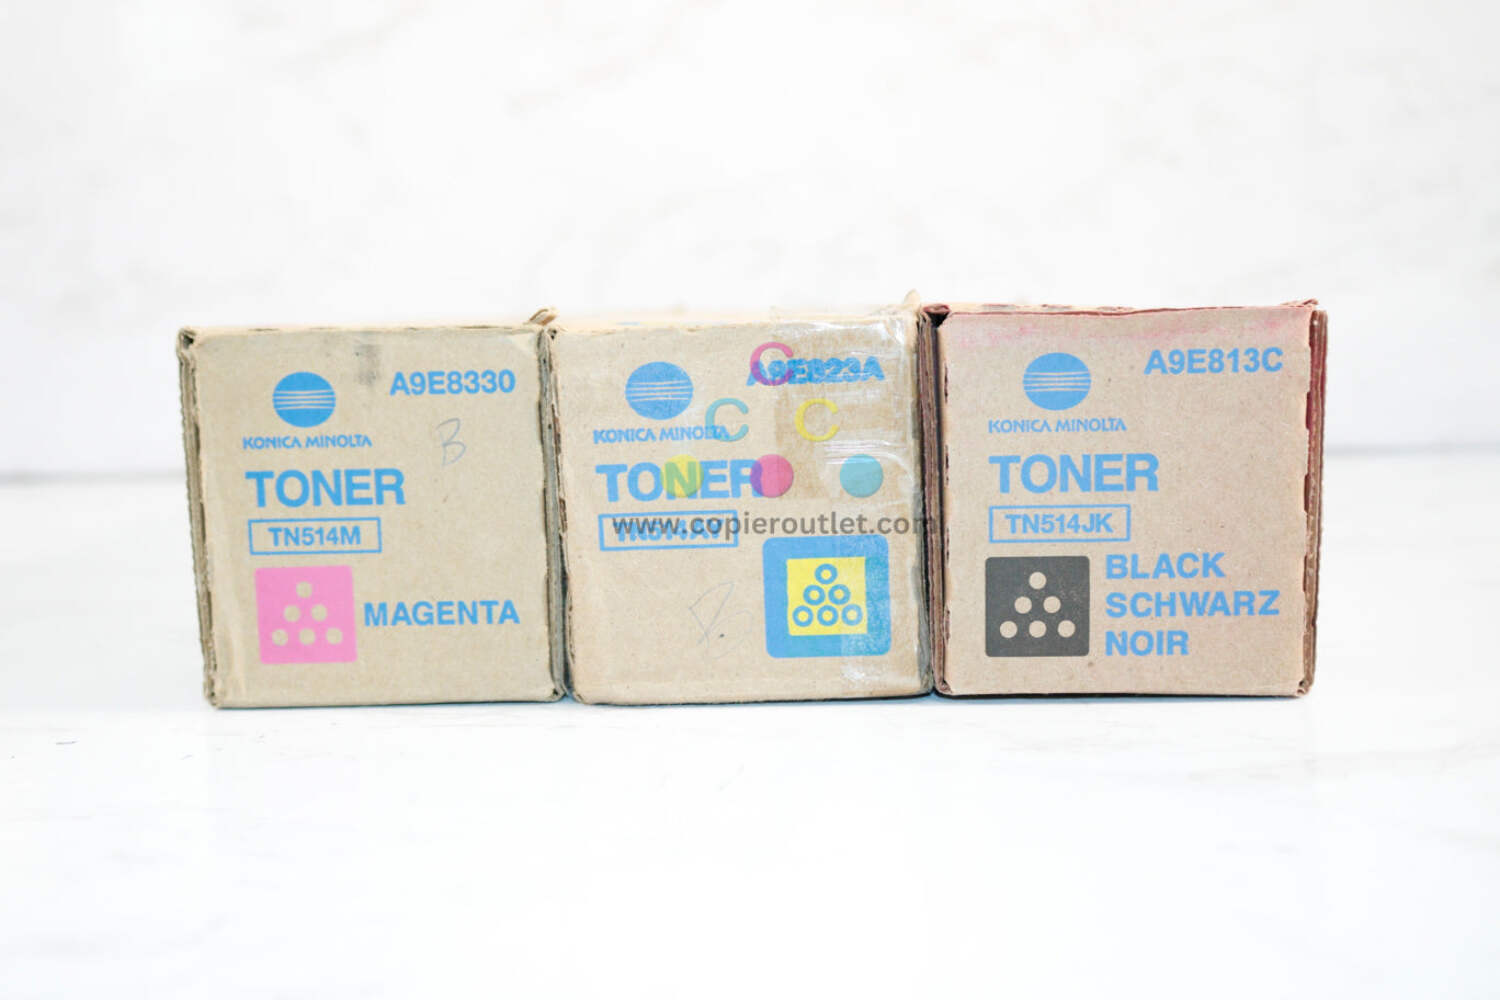 A9E8330
KONICA MINOLTA
B
TONER
TN514M
MAGENTA
A9E823A
KONICA MINOLTA
C
C C
TONER
www.copieroutlet.com
A9E813C
KONICA MINOLTA
TONER
TN514JK
BLACK
SCHWARZ
NOIR